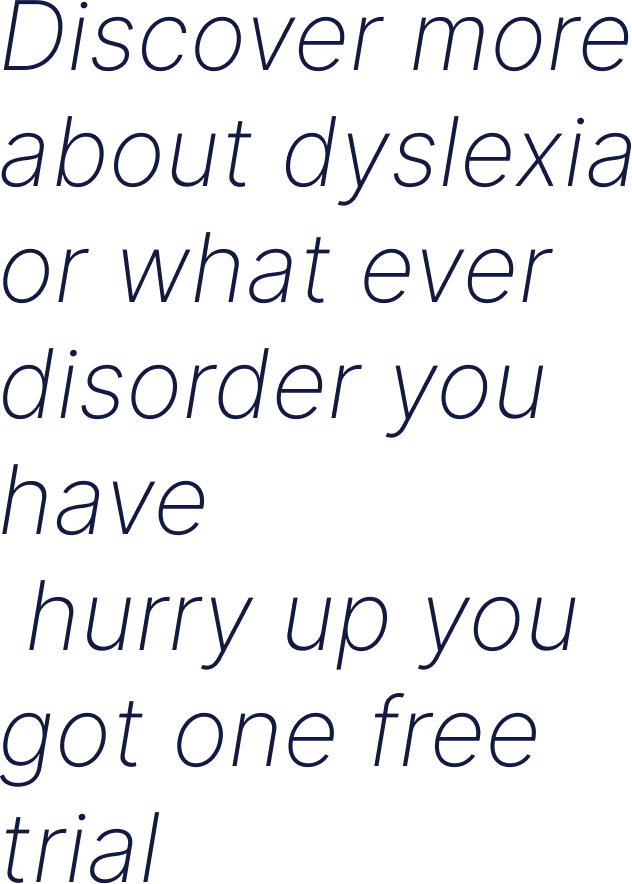 Discover more
about dyslexia
or what ever
disorder you
have
hurry up you
got one free
trial